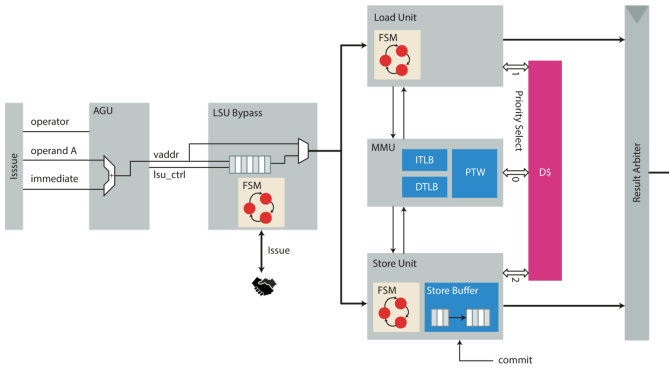 Load Unit
FSM
AGU
LSU Bypass
operator
operand A
immediate
Isssue
+
vaddr
lsu_ctrl
FSM
Issue
MMU
ITLB
DTLB
PTW
1
Priority Select
0
2
D$
Result Arbiter
Store Unit
FSM
Store Buffer
commit